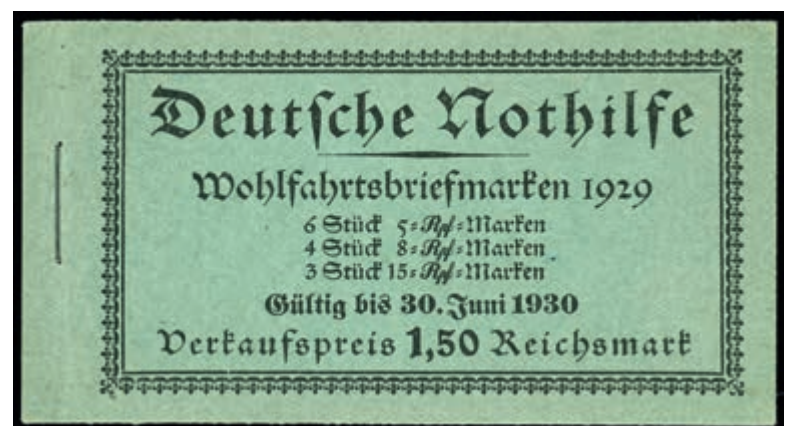 Deutsche Nothilfe
Wohlfahrtsbriefmarken 1929
6 Stück 5=Rpf=Marken
4 Stück 8=Rpf=Marken
3 Stück 15=Rpf=Marken
Gültig bis 30. Juni 1930
Verkaufspreis 1,50 Reichsmark